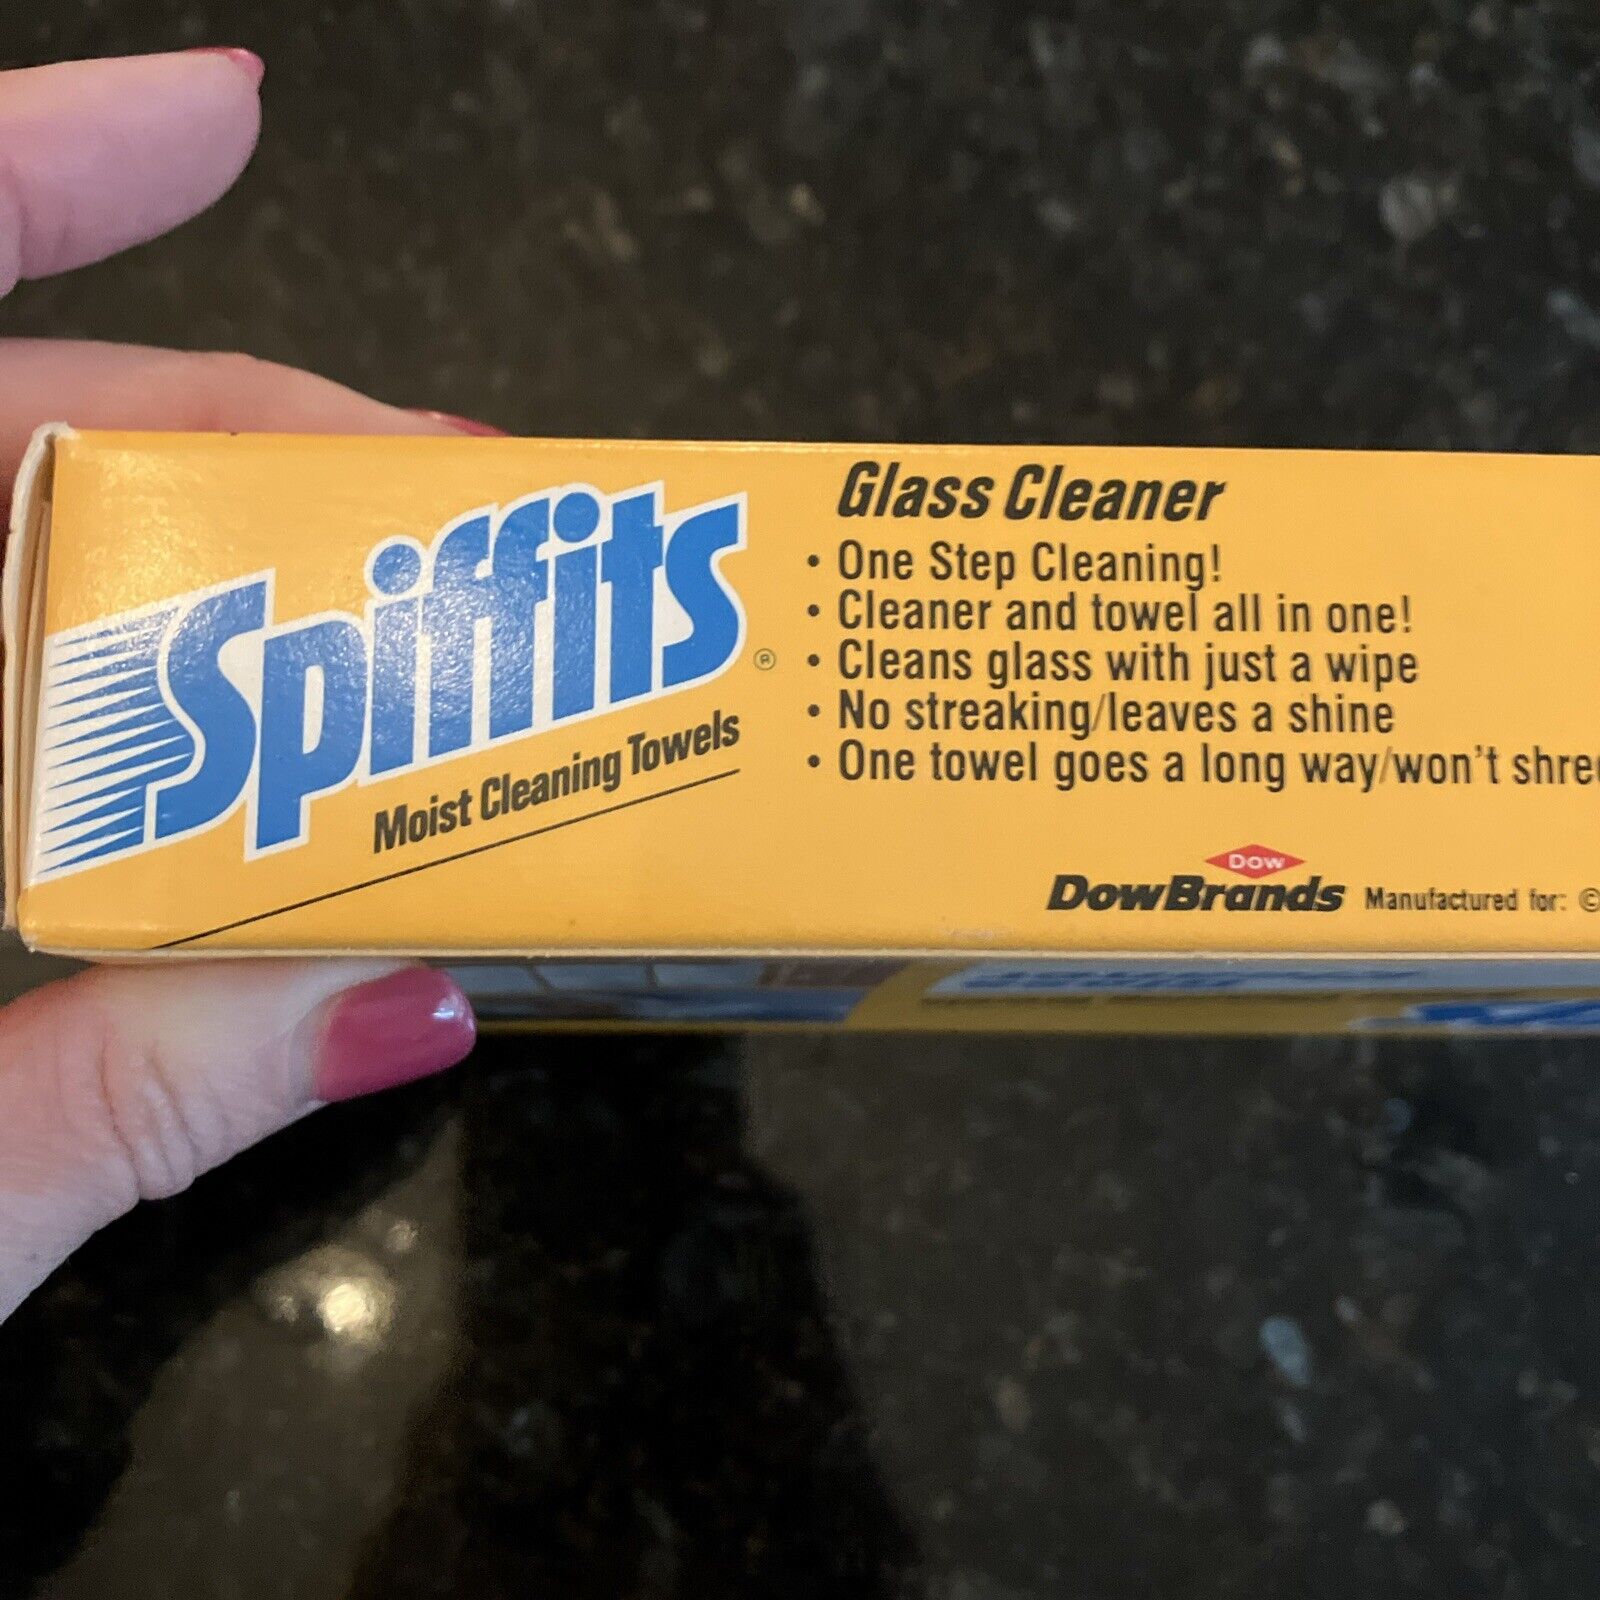 Spiffits®
Moist Cleaning Towels
Glass Cleaner
• One Step Cleaning!
• Cleaner and towel all in one!
• Cleans glass with just a wipe
• No streaking/leaves a shine
• One towel goes a long way/won't shre
DOW
DowBrands Manufactured for: ©